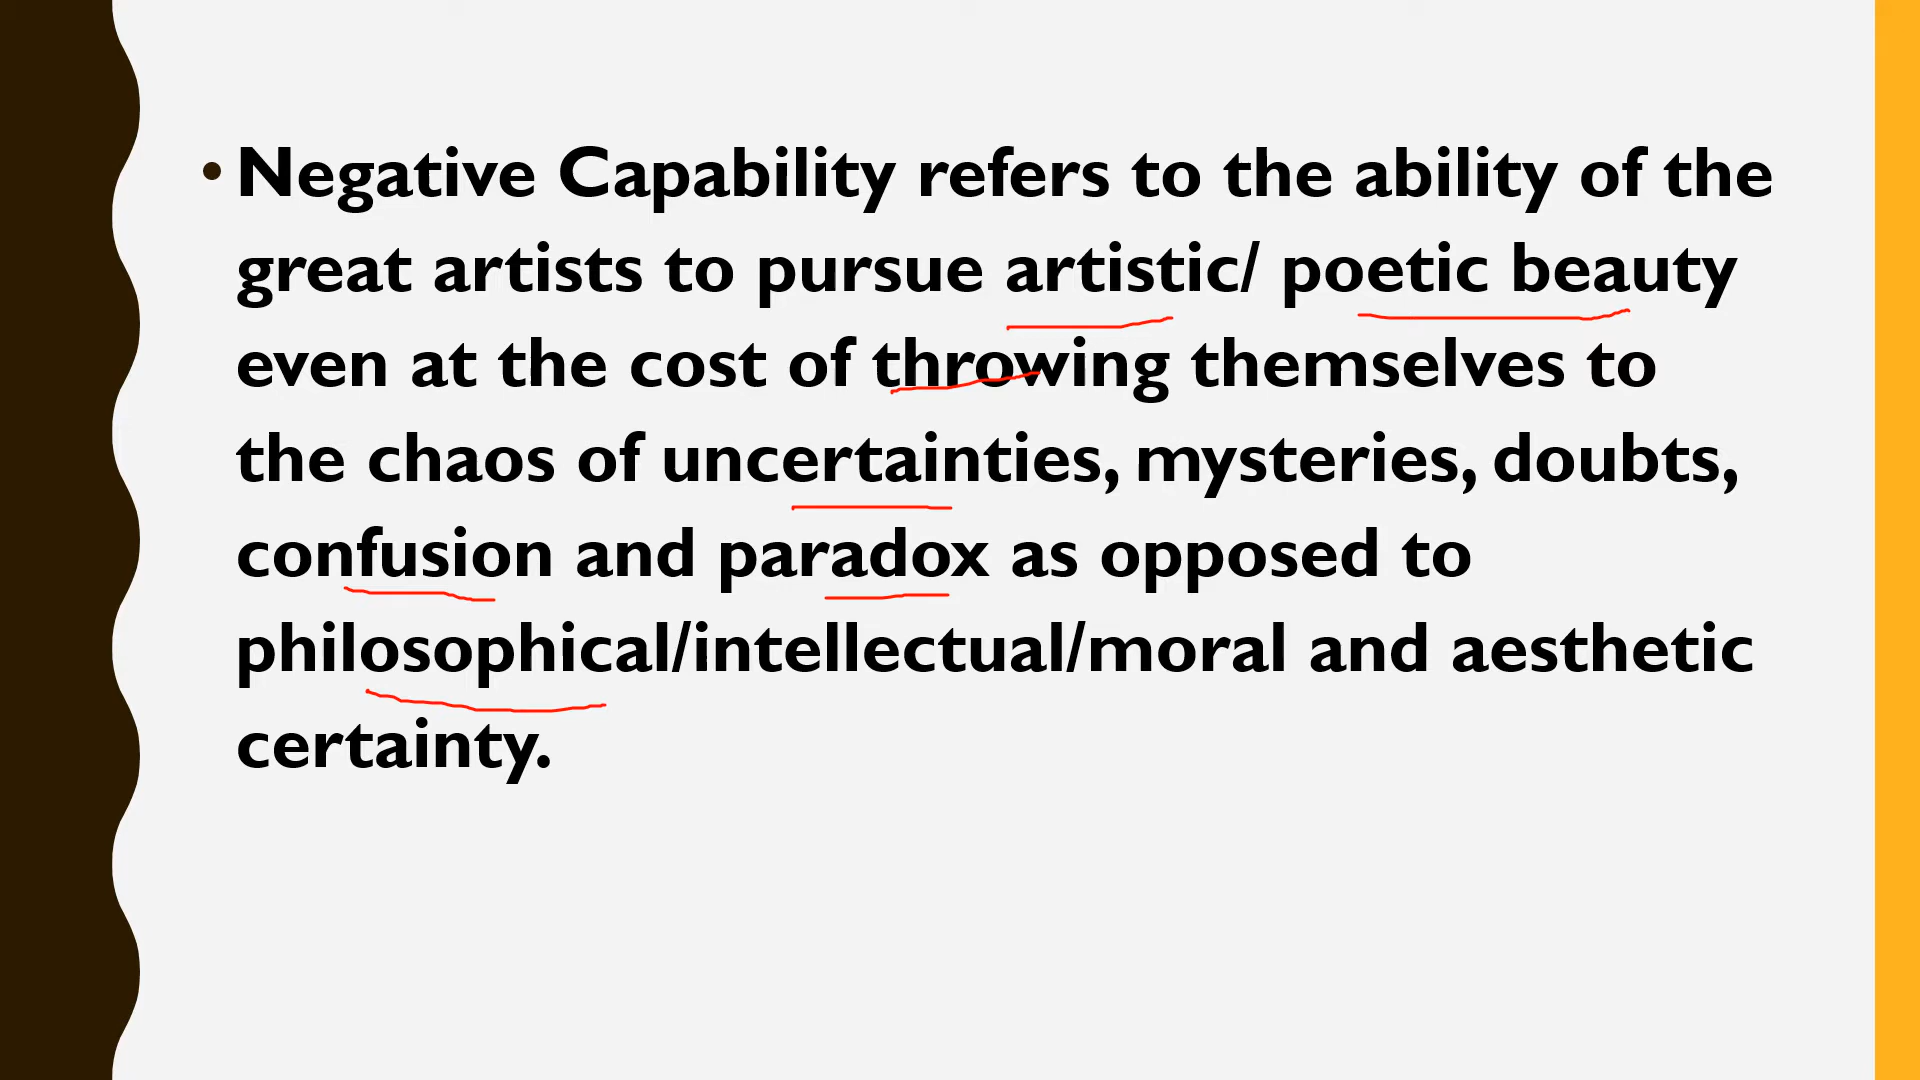 • Negative Capability refers to the ability of the
great artists to pursue artistic/ poetic beauty
even at the cost of throwing themselves to
the chaos of uncertainties, mysteries, doubts,
confusion and paradox as opposed to
philosophical/intellectual/moral and aesthetic
certainty.